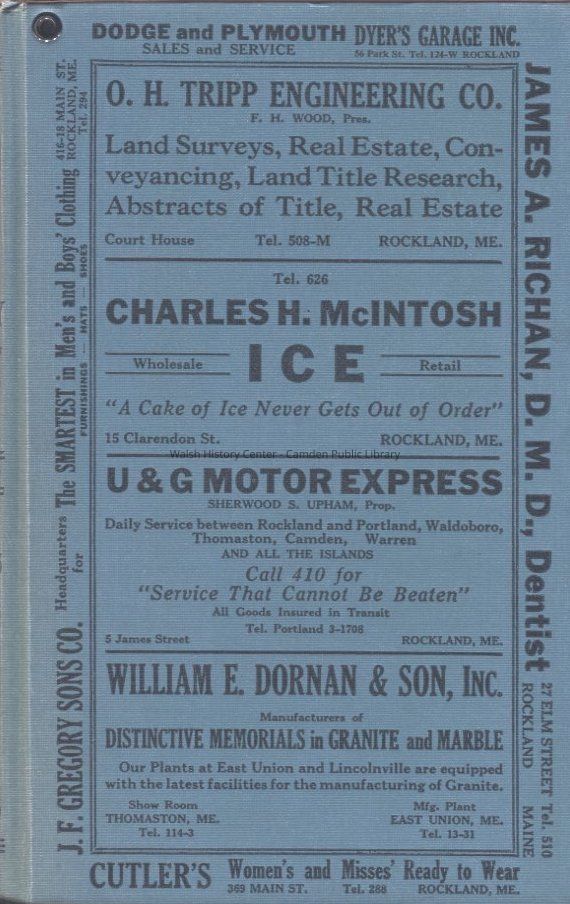 DODGE and PLYMOUTH
SALES and SERVICE
DYER'S GARAGE INC.
56 Park St. Tel. 124-W ROCKLAND
O. H. TRIPP ENGINEERING CO.
F. H. WOOD, Pres.
Land Surveys, Real Estate, Con-
veyancing, Land Title Research,
Abstracts of Title, Real Estate
Court House Tel. 508-M ROCKLAND, ME.
Tel. 626
CHARLES H. McINTOSH
Wholesale ICE Retail
"A Cake of Ice Never Gets Out of Order"
15 Clarendon St. ROCKLAND, ME.
Walsh History Center - Camden Public Library
U & G MOTOR EXPRESS
SHERWOOD S. UPHAM, Prop.
Daily Service between Rockland and Portland, Waldoboro,
Thomaston, Camden, Warren
AND ALL THE ISLANDS
Call 410 for
"Service That Cannot Be Beaten"
All Goods Insured in Transit
Tel. Portland 3-1708
5 James Street ROCKLAND, ME.
WILLIAM E. DORNAN & SON, INC.
Manufacturers of
DISTINCTIVE MEMORIALS in GRANITE and MARBLE
Our Plants at East Union and Lincolnville are equipped
with the latest facilities for the manufacturing of Granite.
Show Room
THOMASTON, ME.
Tel. 114-3
Mfg. Plant
EAST UNION, ME.
Tel. 13-31
CUTLER'S Women's and Misses' Ready to Wear
369 MAIN ST. Tel. 288 ROCKLAND, ME.
J. F. GREGORY SONS CO.
Headquarters
for
The SMARTEST in Men's and Boys' Clothing
FURNISHINGS - HATS - SHOES
416-18 MAIN ST.
ROCKLAND, ME.
Tel. 294
JAMES A. RICHAN, D. M. D., Dentist
27 ELM STREET Tel. 510
ROCKLAND MAINE